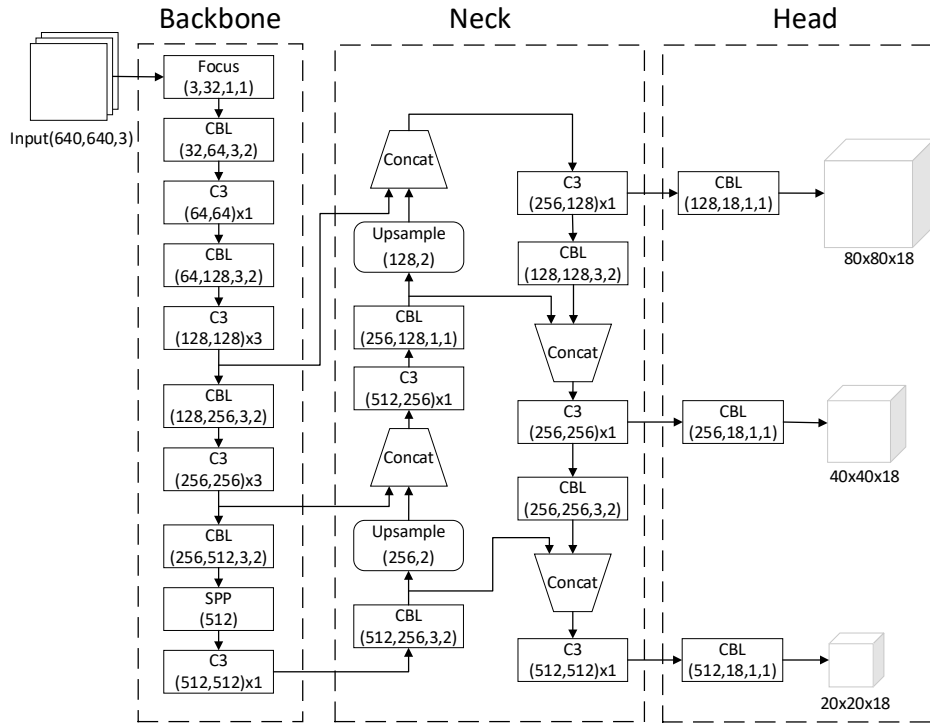 Backbone
Neck
Head
Input(640,640,3)
Focus
(3,32,1,1)
CBL
(32,64,3,2)
C3
(64,64)x1
CBL
(64,128,3,2)
C3
(128,128)x3
CBL
(128,256,3,2)
C3
(256,256)x3
CBL
(256,512,3,2)
SPP
(512)
C3
(512,512)x1
Concat
Upsample
(128,2)
CBL
(256,128,1,1)
C3
(512,256)x1
Concat
Upsample
(256,2)
CBL
(512,256,3,2)
C3
(256,128)x1
CBL
(128,128,3,2)
Concat
C3
(256,256)x1
CBL
(256,256,3,2)
Concat
C3
(512,512)x1
CBL
(128,18,1,1)
80x80x18
CBL
(256,18,1,1)
40x40x18
CBL
(512,18,1,1)
20x20x18